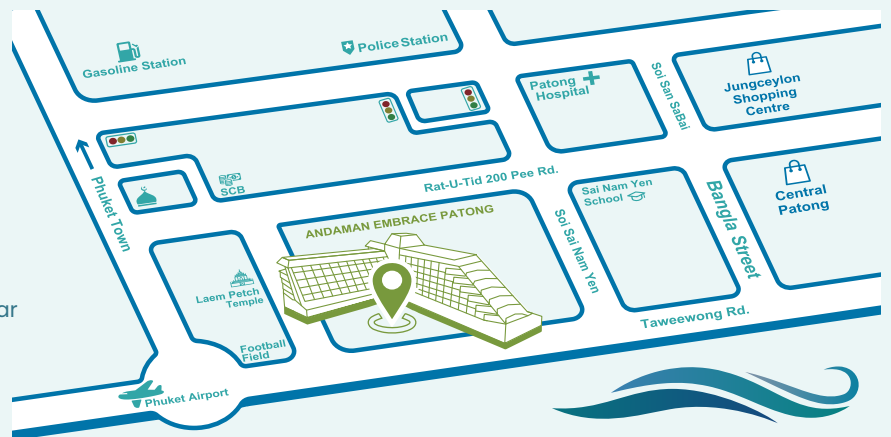 Gasoline Station
Police Station
Patong
Hospital
Soi San SaBai
Jungceylon
Shopping
Centre
Phuket Town
SCB
Rat-U-Tid 200 Pee Rd.
Sai Nam Yen
School
Bangla Street
Central
Patong
ANDAMAN EMBRACE PATONG
Soi Sai Nam Yen
Laem Petch
Temple
ar
Football
Field
Taweewong Rd.
Phuket Airport